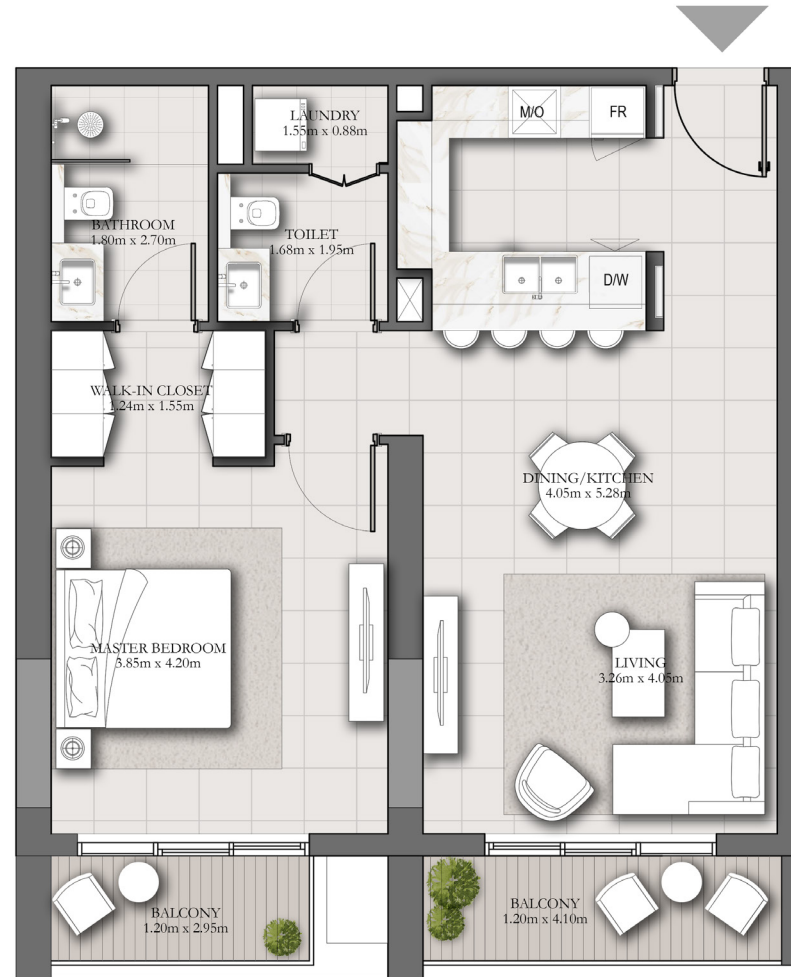 LAUNDRY
1.55m x 0.88m
M/O
FR
BATHROOM
1.80m x 2.70m
TOILET
1.68m x 1.95m
D/W
WALK-IN CLOSET
1.24m x 1.55m
DINING/KITCHEN
4.05m x 5.28m
MASTER BEDROOM
3.85m x 4.20m
LIVING
3.26m x 4.05m
BALCONY
1.20m x 2.95m
BALCONY
1.20m x 4.10m